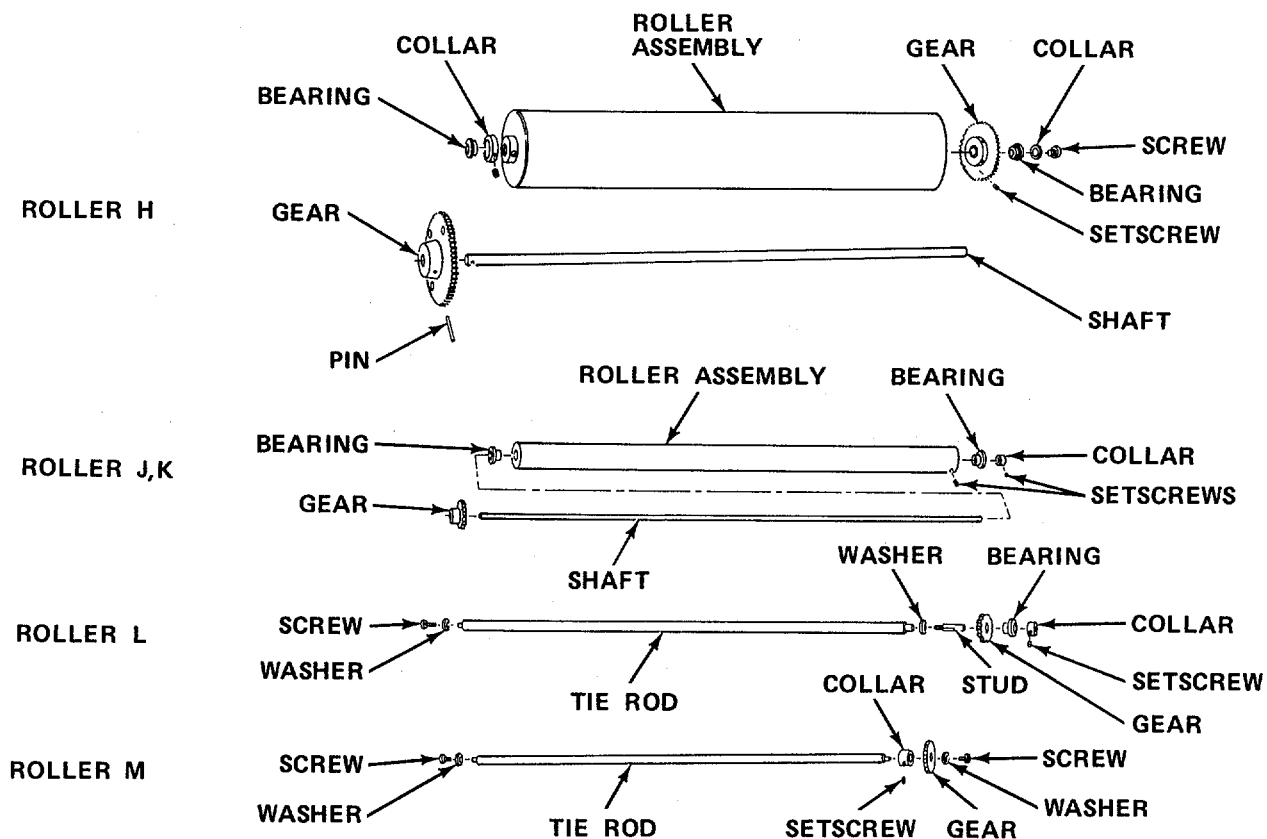 ROLLER
ASSEMBLY
COLLAR
GEAR
COLLAR
BEARING
SCREW
BEARING
ROLLER H
GEAR
SETSCREW
SHAFT
PIN
ROLLER ASSEMBLY
BEARING
BEARING
ROLLER J,K
COLLAR
GEAR
SETSCREWS
SHAFT
WASHER
BEARING
ROLLER L
SCREW
COLLAR
WASHER
TIE ROD
STUD
SETSCREW
GEAR
COLLAR
ROLLER M
SCREW
SCREW
WASHER
WASHER
TIE ROD
SETSCREW
GEAR